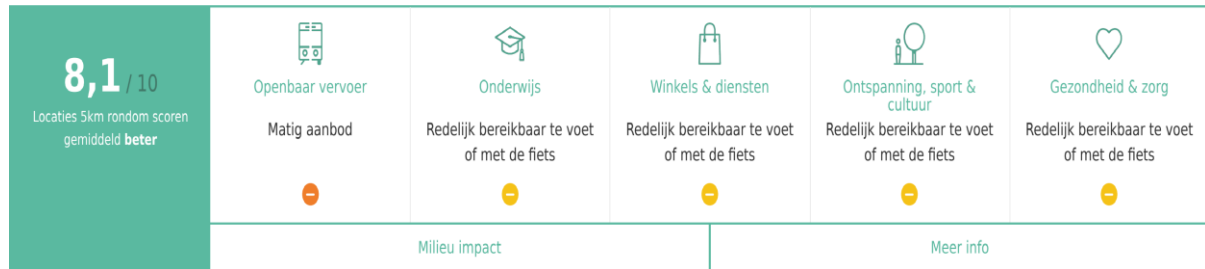 8,1 / 10
Locaties 5km rondom scoren
gemiddeld beter
Openbaar vervoer
Matig aanbod
Onderwijs
Redelijk bereikbaar te voet
of met de fiets
Winkels & diensten
Redelijk bereikbaar te voet
of met de fiets
Ontspanning, sport &
cultuur
Redelijk bereikbaar te voet
of met de fiets
Gezondheid & zorg
Redelijk bereikbaar te voet
of met de fiets
Milieu impact
Meer info